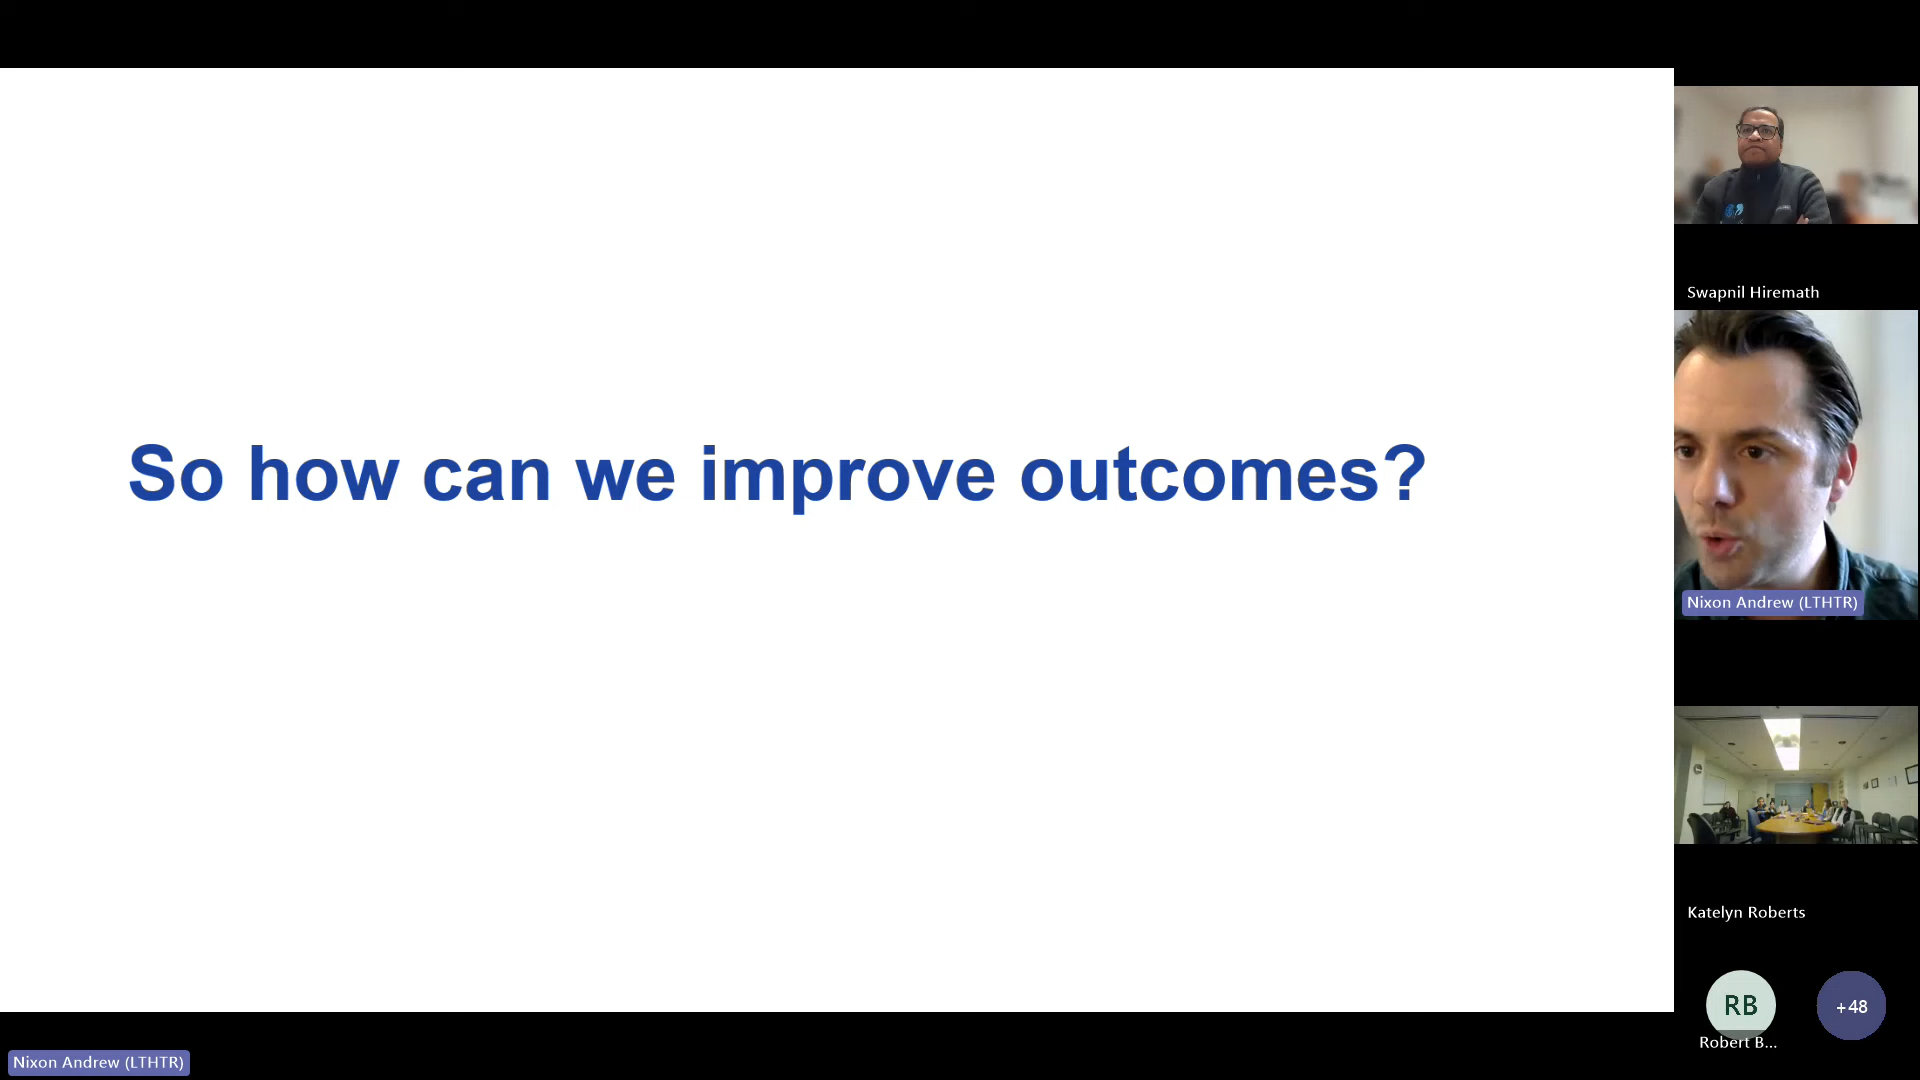 So how can we improve outcomes?
Swapnil Hiremath
Nixon Andrew (LTHTR)
Katelyn Roberts
RB
+48
Robert B...
Nixon Andrew (LTHTR)